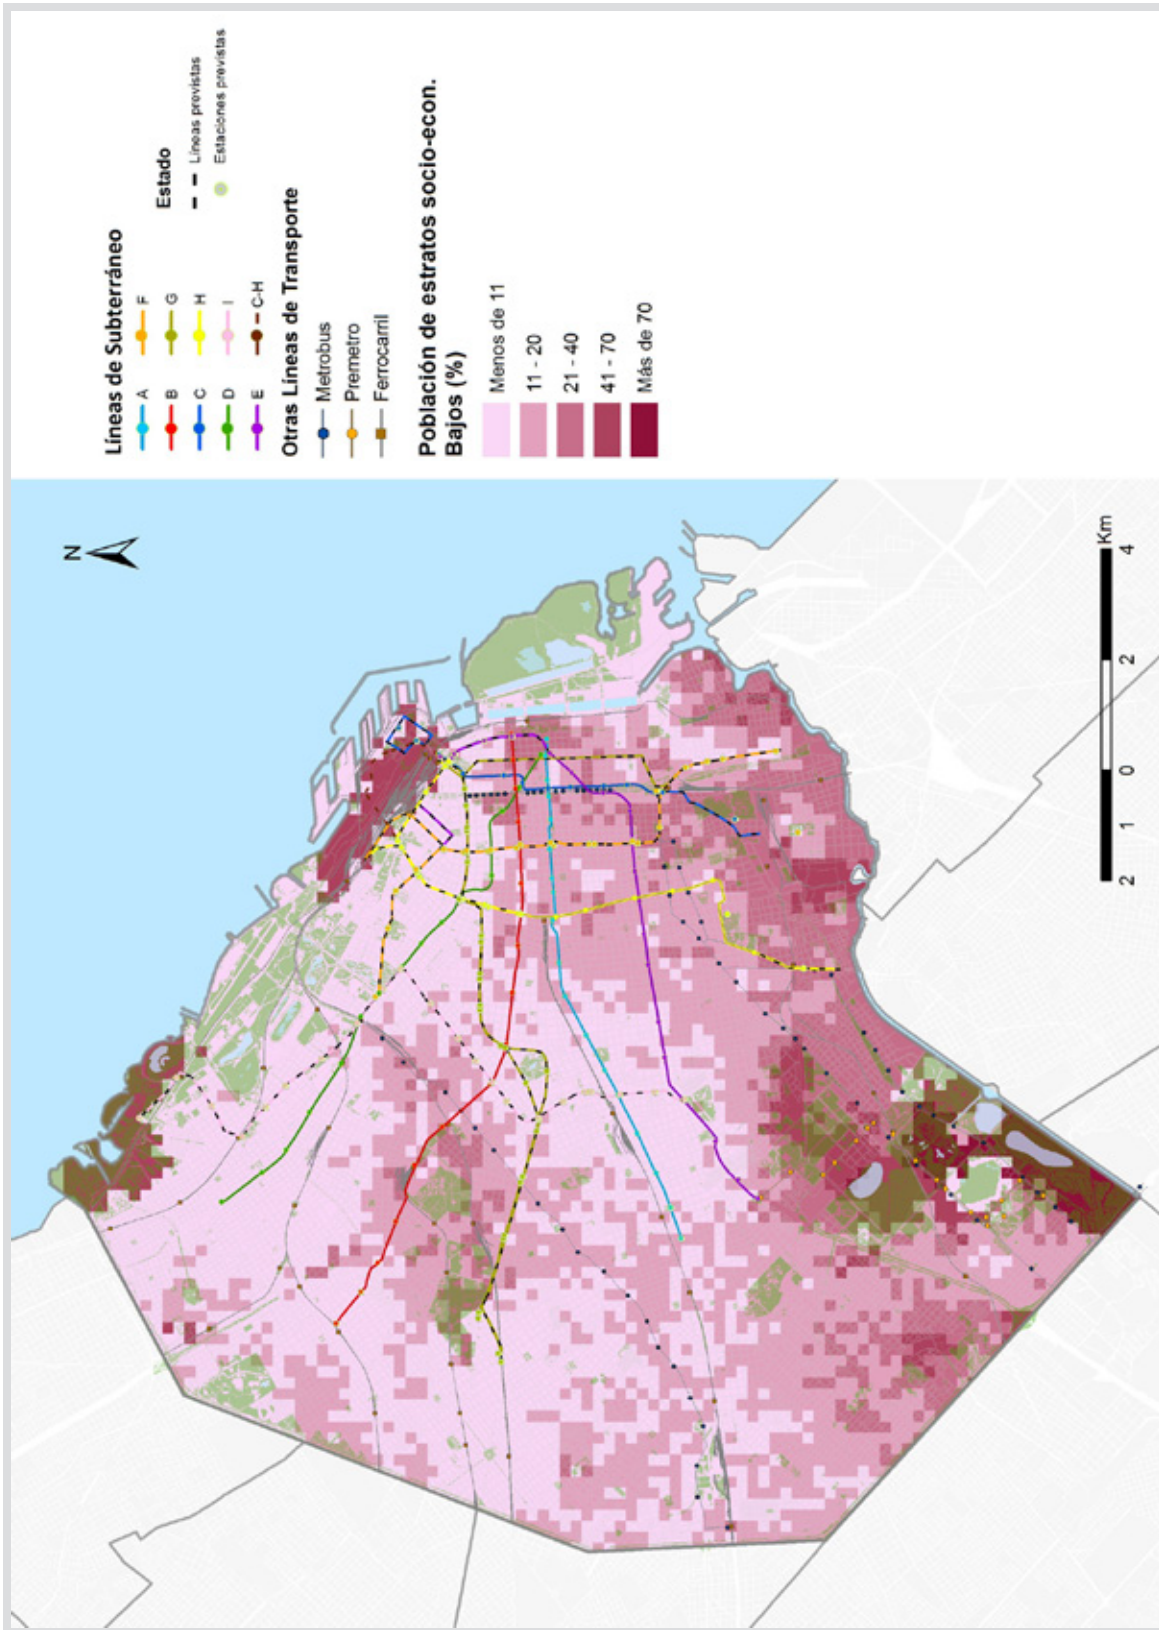 Líneas de Subterráneo
A
B
C
D
E
F
G
H
I
C-H
Estado
Líneas previstas
Estaciones previstas
Otras Líneas de Transporte
Metrobus
Premetro
Ferrocarril
Población de estratos socio-econ.
Bajos (%)
Menos de 11
11 - 20
21 - 40
41 - 70
Más de 70
N
2 1 0 2 4
Km